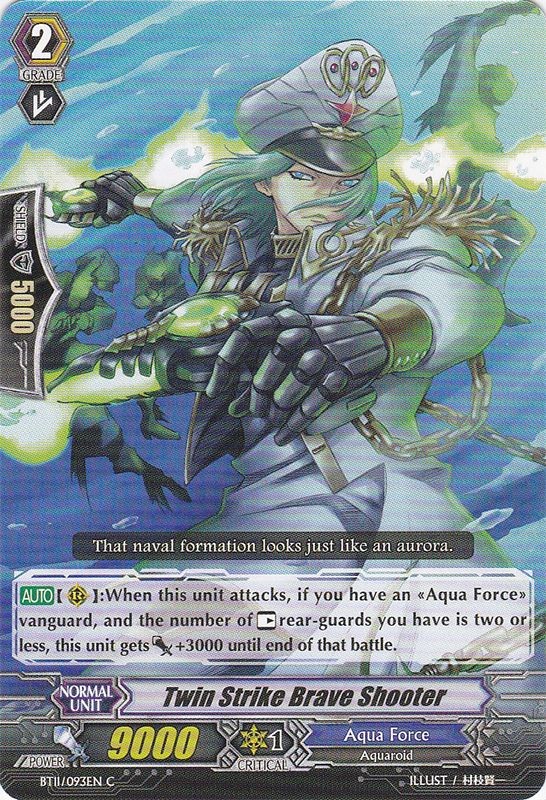 2
GRADE
SHIELD
5000
That naval formation looks just like an aurora.
AUTO【 R 】:When this unit attacks, if you have an «Aqua Force»
vanguard, and the number of rear-guards you have is two or
less, this unit gets +3000 until end of that battle.
NORMAL
UNIT
Twin Strike Brave Shooter
POWER
9000
1
CRITICAL
Aqua Force
Aquaroid
BT11/093EN C
ILLUST / 村枝賢一